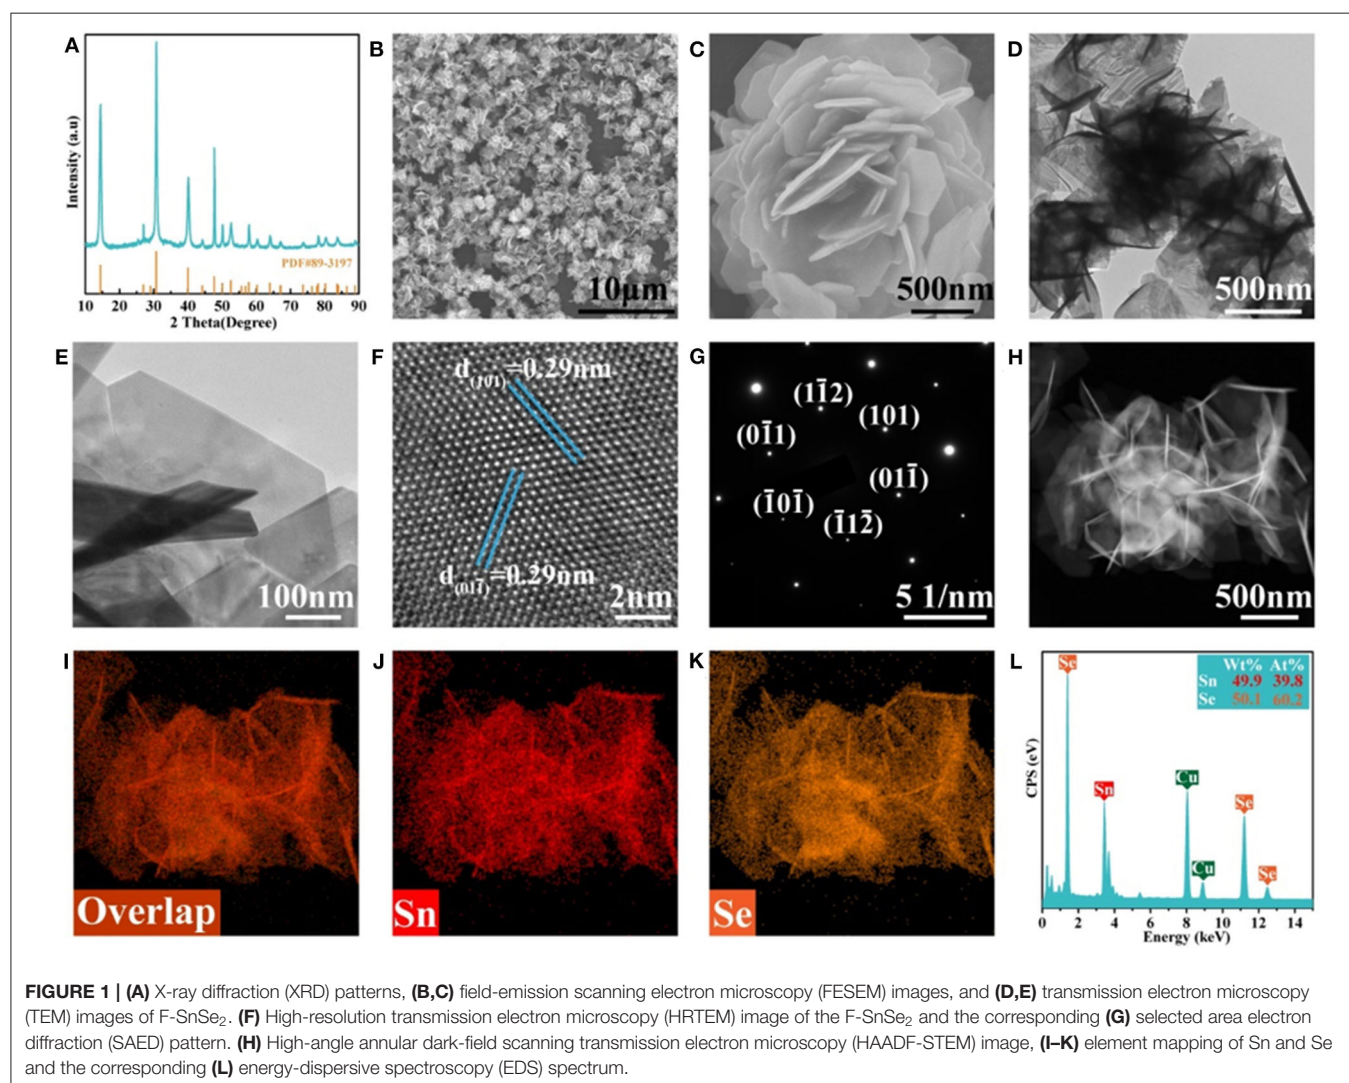 A
Intensity (a.u)
PDF#89-3197
10 20 30 40 50 60 70 80 90
2 Theta(Degree)
B
10μm
C
500nm
D
500nm
E
100nm
F
d(101)=0.29nm
d(011̅)=0.29nm
2nm
G
(11̅2)
(101)
(01̅1)
(011̅)
(1̅01̅)
(1̅12̅)
5 1/nm
H
500nm
I
Overlap
J
Sn
K
Se
L
CPS (eV)
Se
Wt% At%
Sn 49.9 39.8
Se 50.1 60.2
Sn
Cu
Cu
Se
Se
0 2 4 6 8 10 12 14
Energy (keV)
FIGURE 1 | (A) X-ray diffraction (XRD) patterns, (B,C) field-emission scanning electron microscopy (FESEM) images, and (D,E) transmission electron microscopy
(TEM) images of F-SnSe₂. (F) High-resolution transmission electron microscopy (HRTEM) image of the F-SnSe₂ and the corresponding (G) selected area electron
diffraction (SAED) pattern. (H) High-angle annular dark-field scanning transmission electron microscopy (HAADF-STEM) image, (I–K) element mapping of Sn and Se
and the corresponding (L) energy-dispersive spectroscopy (EDS) spectrum.